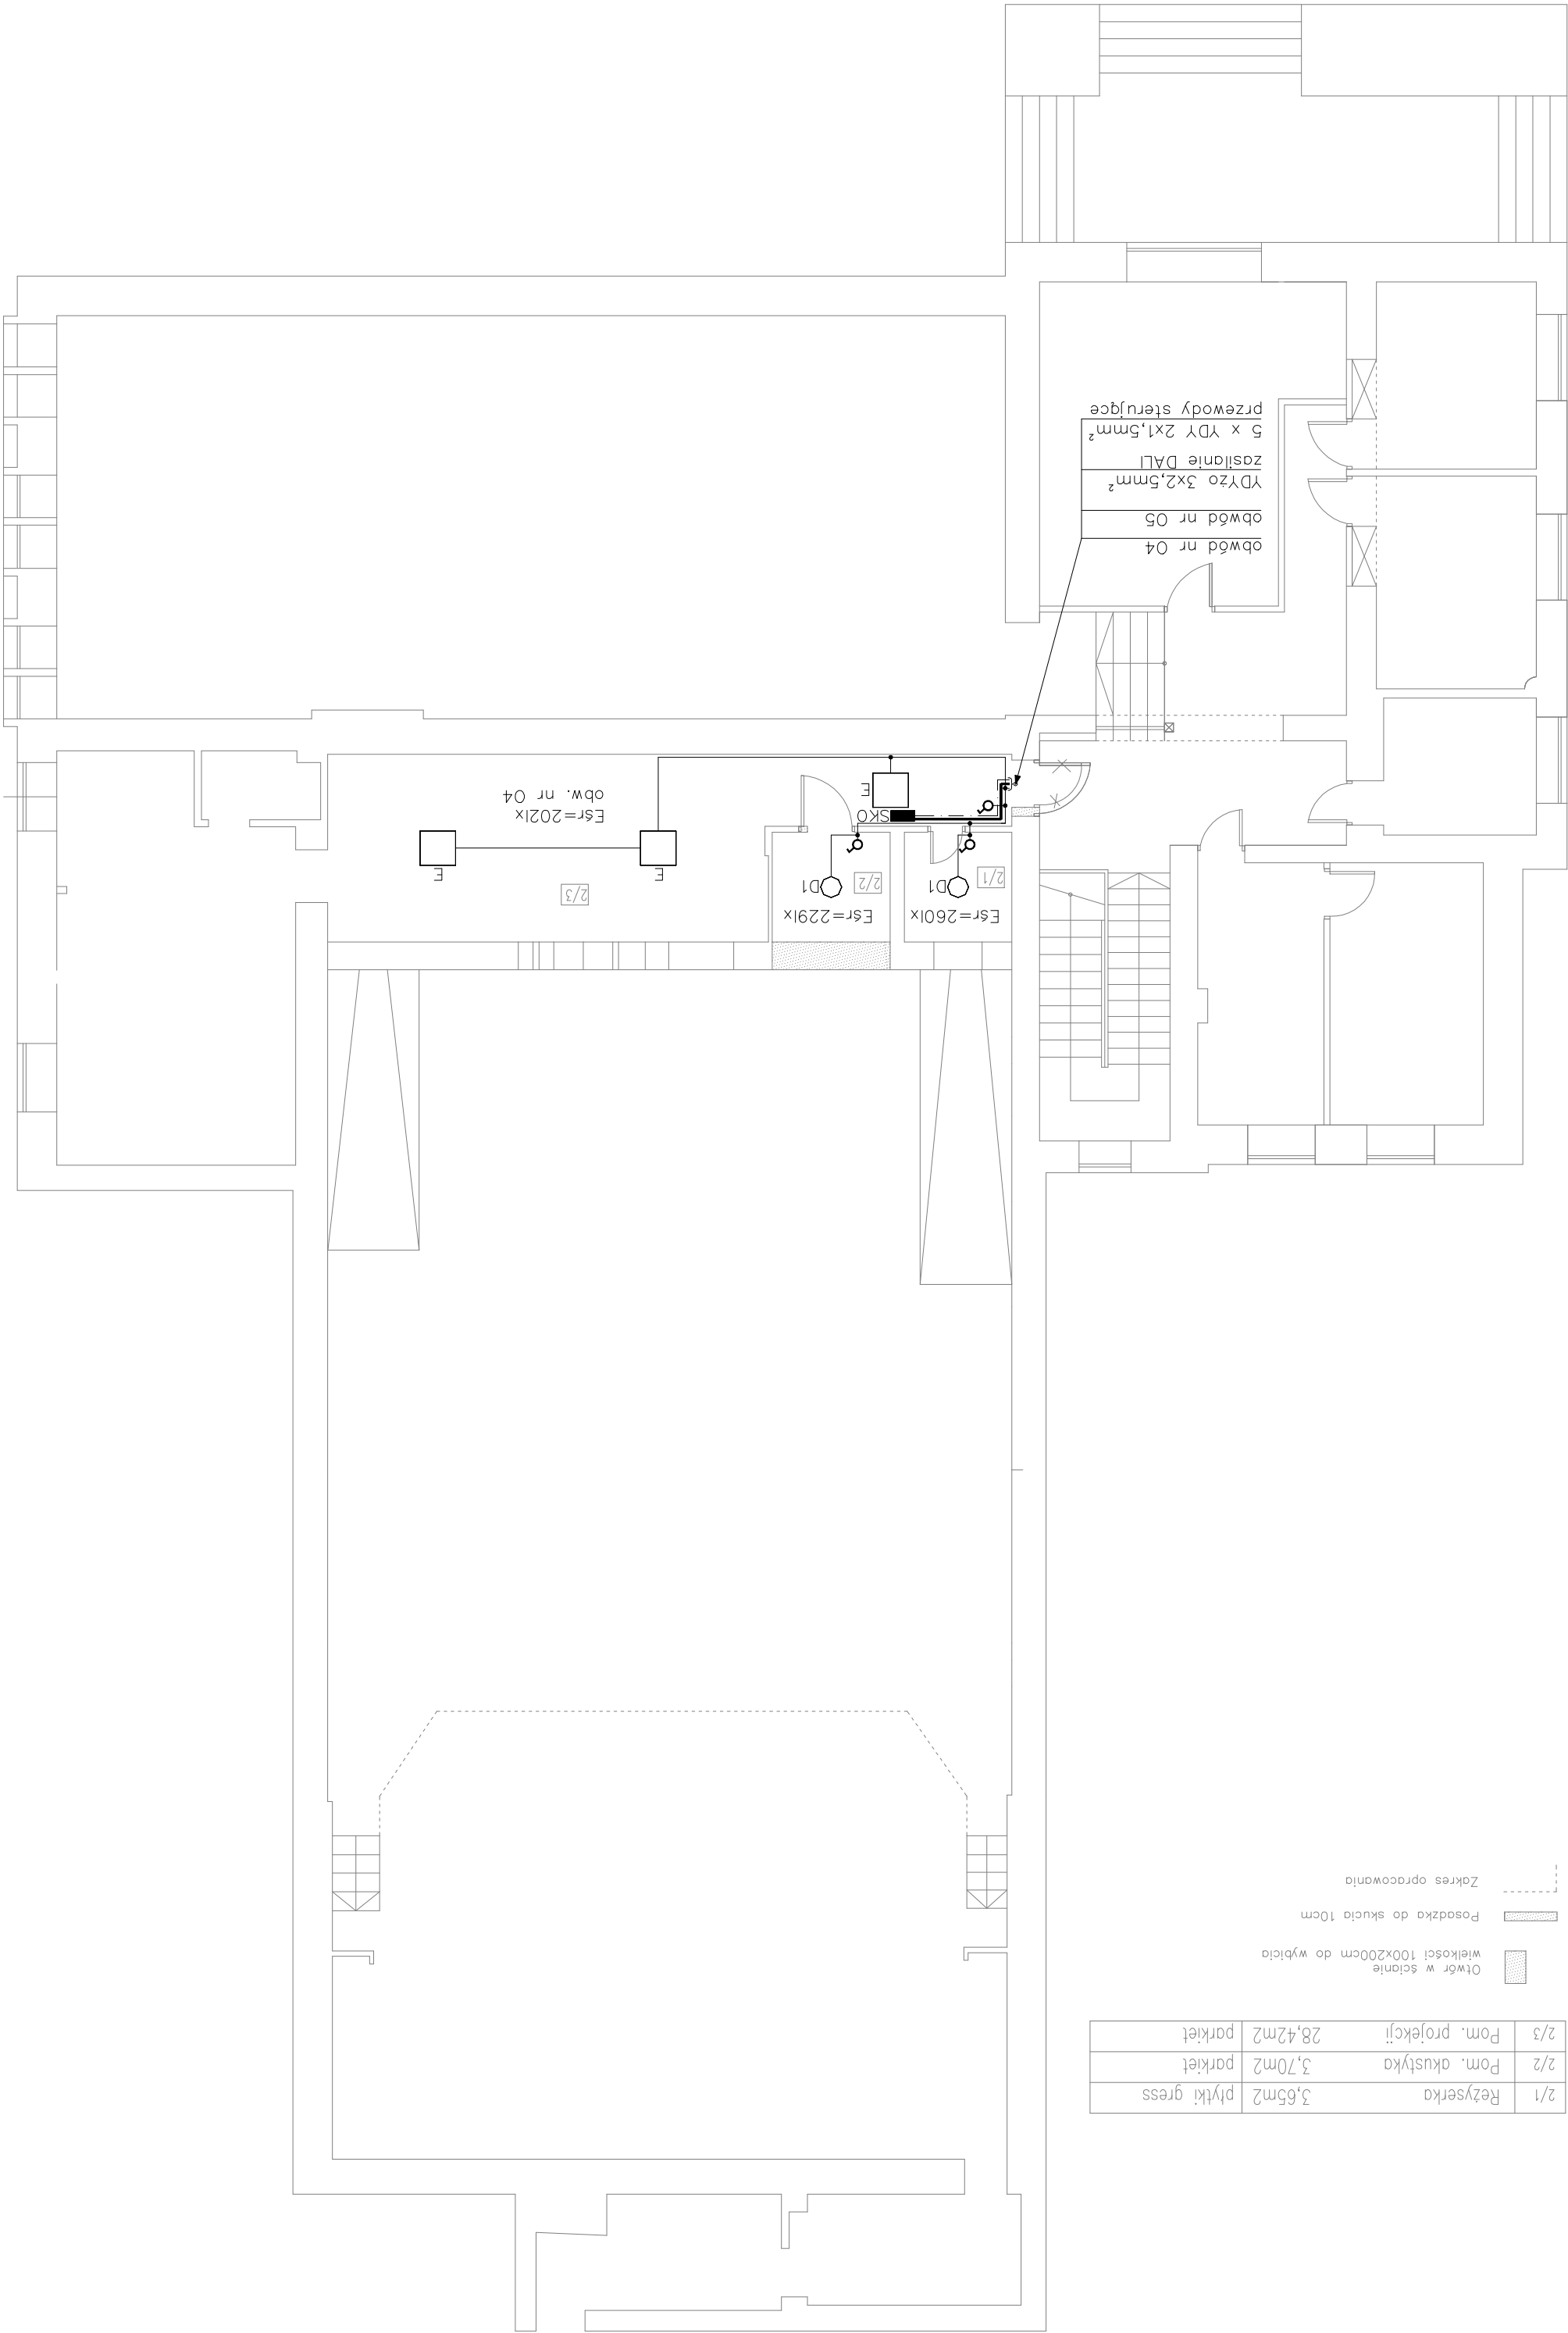 2/1 Reżyserka 3,65m2 płytki gress
2/2 Pom. akustyka 3,70m2 parkiet
2/3 Pom. projekcji 28,42m2 parkiet
Otwór w ścianie
wielkości 100x200cm do wybicia
Posadzka do skucia 10cm
Zakres opracowania
Eśr=260lx
Eśr=229lx
2/1
D1
2/2
D1
2/3
E
E
SKO
E
Eśr=202lx
obw. nr 04
obwód nr 04
obwód nr 05
YDYżo 3x2,5mm²
zasilanie DALI
5 x YDY 2x1,5mm²
przewody sterujące